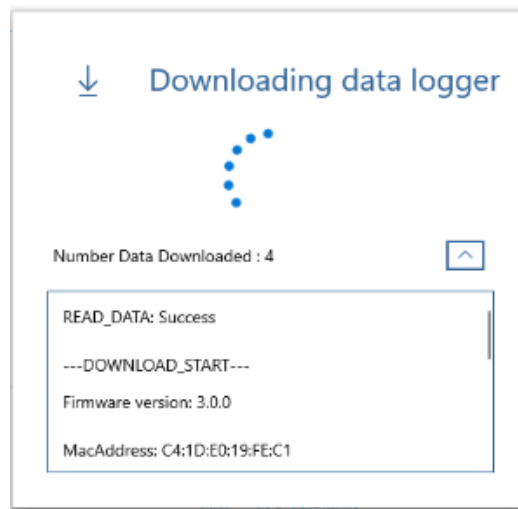 Downloading data logger
Number Data Downloaded : 4
READ_DATA: Success
---DOWNLOAD_START---
Firmware version: 3.0.0
MacAddress: C4:1D:E0:19:FE:C1